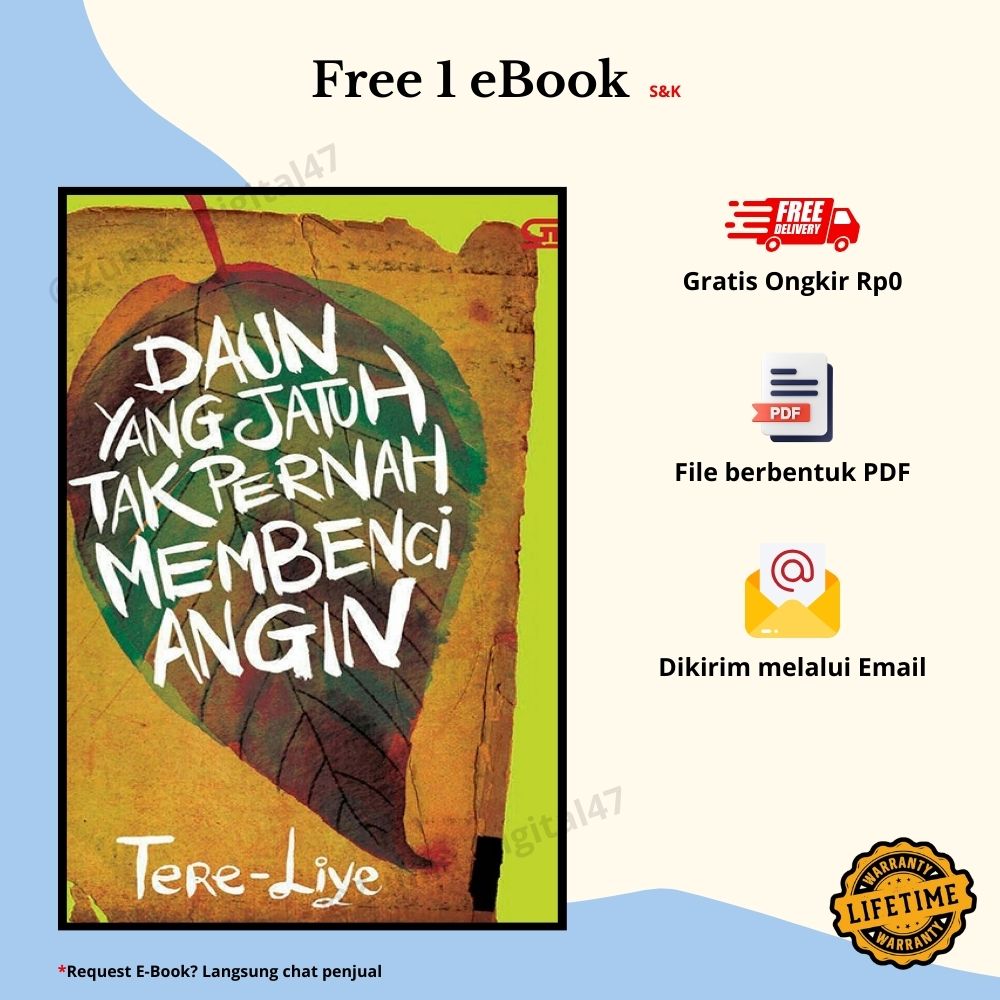 Free 1 eBook S&K
DAUN
YANG JATUH
TAK PERNAH
MEMBENCi
ANGIN
TERE-LiYe
FREE
DELIVERY
Gratis Ongkir Rp0
PDF
File berbentuk PDF
@
Dikirim melalui Email
WARRANTY
LIFETIME
WARRANTY
*Request E-Book? Langsung chat penjual